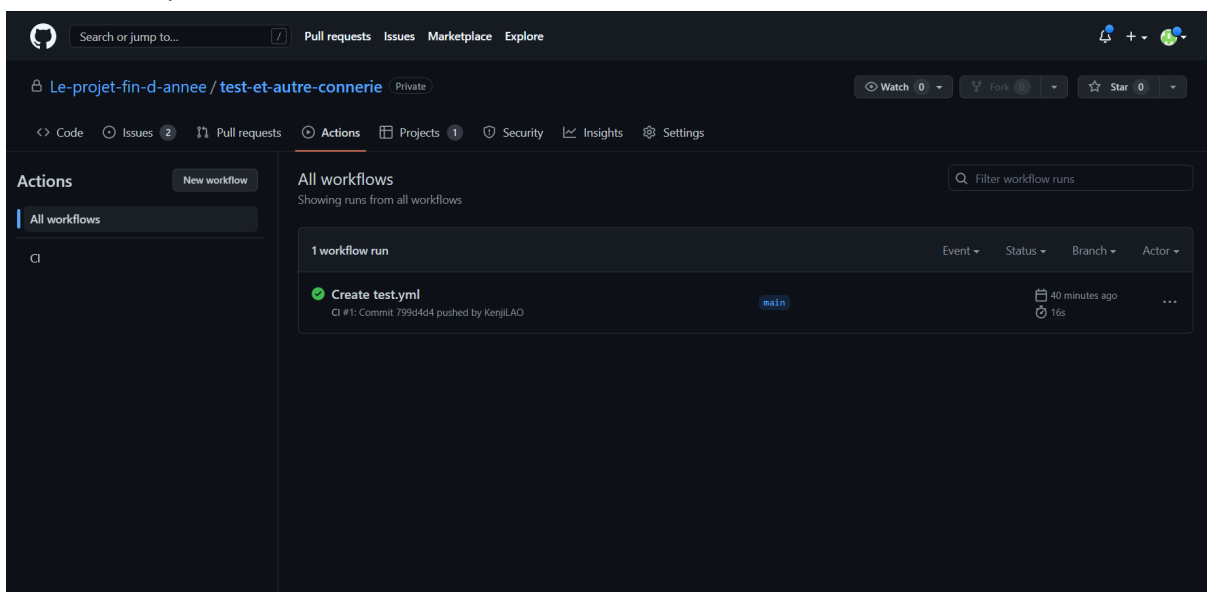 Search or jump to... /
Pull requests Issues Marketplace Explore
Le-projet-fin-d-annee / test-et-autre-connerie Private
Watch 0 Fork 0 Star 0
Code Issues 2 Pull requests Actions Projects 1 Security Insights Settings
Actions New workflow
All workflows
CI
All workflows
Showing runs from all workflows
Filter workflow runs
1 workflow run Event Status Branch Actor
Create test.yml
CI #1: Commit 799d4d4 pushed by KenjiLAO
main
40 minutes ago
16s